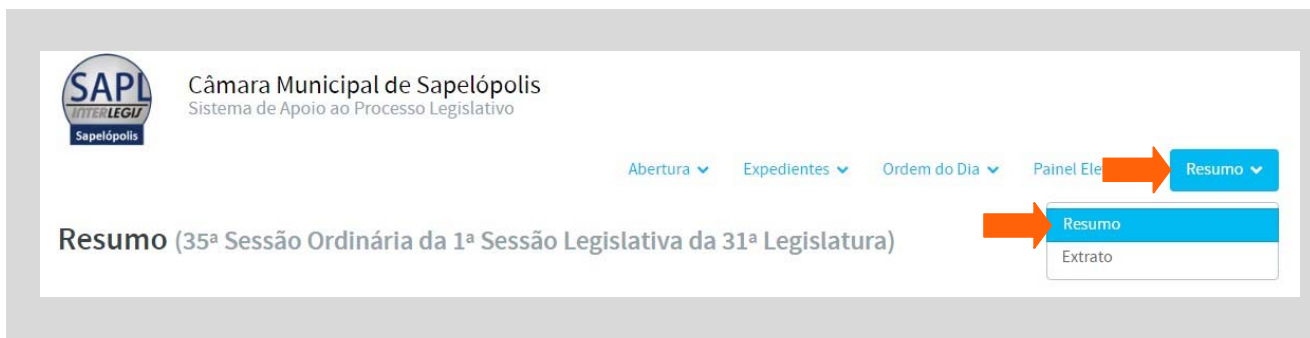 SAPL
INTERLEGIS
Sapelópolis
Câmara Municipal de Sapelópolis
Sistema de Apoio ao Processo Legislativo
Abertura Expedientes Ordem do Dia Painel Ele Resumo
Resumo (35ª Sessão Ordinária da 1ª Sessão Legislativa da 31ª Legislatura)
Resumo
Extrato